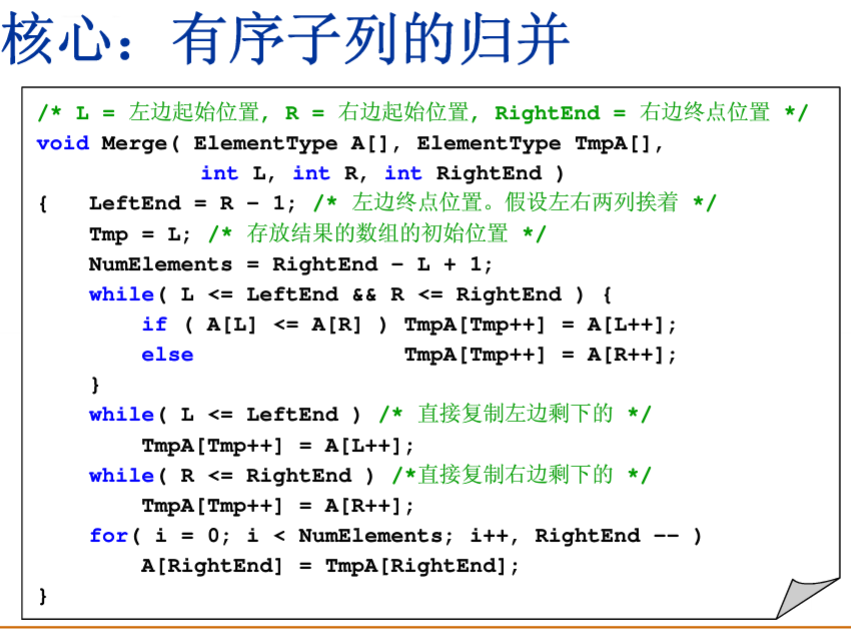 核心：有序子列的归并
/* L = 左边起始位置, R = 右边起始位置, RightEnd = 右边终点位置 */
void Merge( ElementType A[], ElementType TmpA[],
int L, int R, int RightEnd )
{ LeftEnd = R - 1; /* 左边终点位置。假设左右两列挨着 */
Tmp = L; /* 存放结果的数组的初始位置 */
NumElements = RightEnd - L + 1;
while( L <= LeftEnd && R <= RightEnd ) {
if ( A[L] <= A[R] ) TmpA[Tmp++] = A[L++];
else TmpA[Tmp++] = A[R++];
}
while( L <= LeftEnd ) /* 直接复制左边剩下的 */
TmpA[Tmp++] = A[L++];
while( R <= RightEnd ) /*直接复制右边剩下的 */
TmpA[Tmp++] = A[R++];
for( i = 0; i < NumElements; i++, RightEnd -- )
A[RightEnd] = TmpA[RightEnd];
}